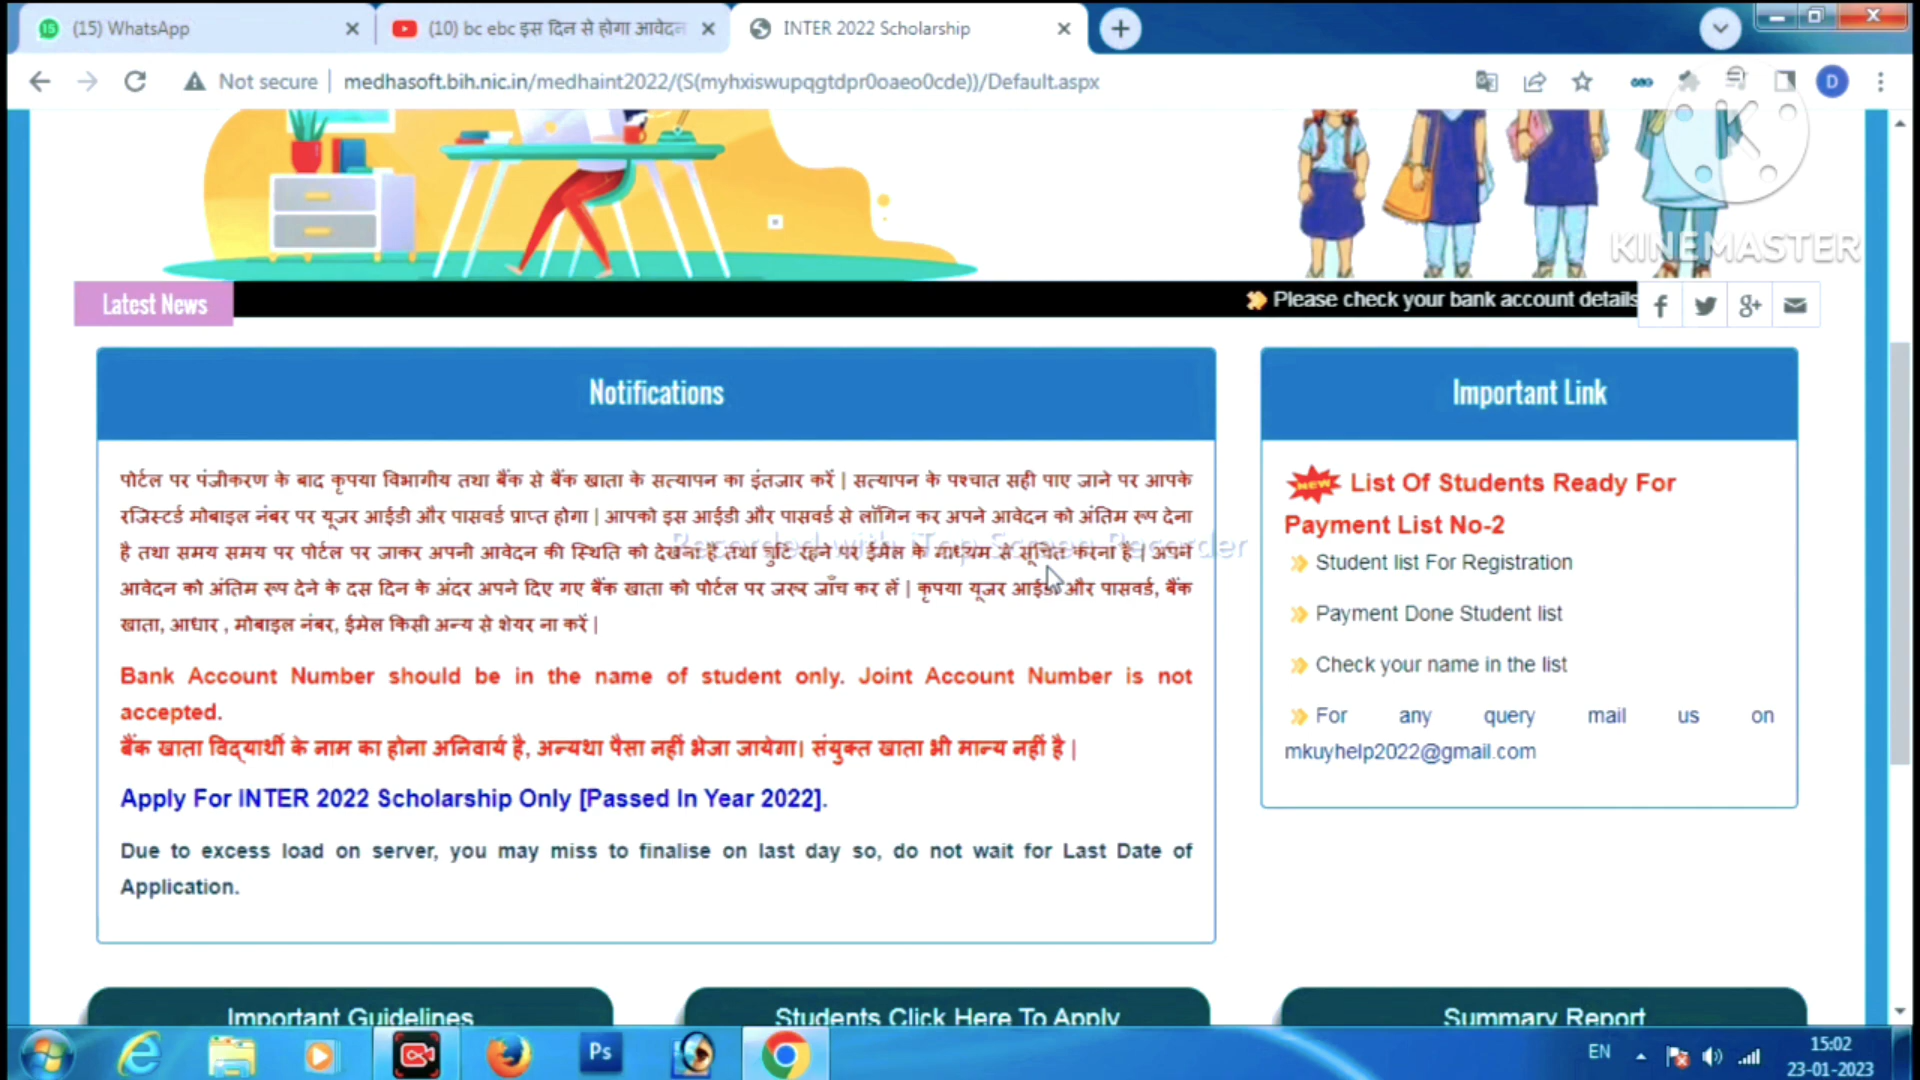 (15) WhatsApp
(10) bc ebc इस दिन से होगा आवेदन
INTER 2022 Scholarship
Not secure
medhasoft.bih.nic.in/medhaint2022/(S(myhxiswupqgtdpr0oaeo0cde))/Default.aspx
D
K
KINEMASTER
Latest News
Please check your bank account details
Notifications
Important Link
पोर्टल पर पंजीकरण के बाद कृपया विभागीय तथा बैंक से बैंक खाता के सत्यापन का इंतजार करें | सत्यापन के पश्चात सही पाए जाने पर आपके
रजिस्टर्ड मोबाइल नंबर पर यूजर आईडी और पासवर्ड प्राप्त होगा | आपको इस आईडी और पासवर्ड से लॉगिन कर अपने आवेदन को अंतिम रूप देना
है तथा समय समय पर पोर्टल पर जाकर अपनी आवेदन की स्थिति को देखना है तथा त्रुटि रहने पर ईमेल के माध्यम से सूचित करना है | अपने
आवेदन को अंतिम रूप देने के दस दिन के अंदर अपने दिए गए बैंक खाता को पोर्टल पर जरुर जाँच कर लें | कृपया यूजर आईडी और पासवर्ड, बैंक
खाता, आधार , मोबाइल नंबर, ईमेल किसी अन्य से शेयर ना करें |
Recorded with iTop Screen Recorder
Bank Account Number should be in the name of student only. Joint Account Number is not
accepted.
बैंक खाता विद्यार्थी के नाम का होना अनिवार्य है, अन्यथा पैसा नहीं भेजा जायेगा। संयुक्त खाता भी मान्य नहीं है |
Apply For INTER 2022 Scholarship Only [Passed In Year 2022].
Due to excess load on server, you may miss to finalise on last day so, do not wait for Last Date of
Application.
NEW List Of Students Ready For
Payment List No-2
Student list For Registration
Payment Done Student list
Check your name in the list
For any query mail us on
mkuyhelp2022@gmail.com
Important Guidelines
Students Click Here To Apply
Summary Report
Ps
EN
15:02
23-01-2023